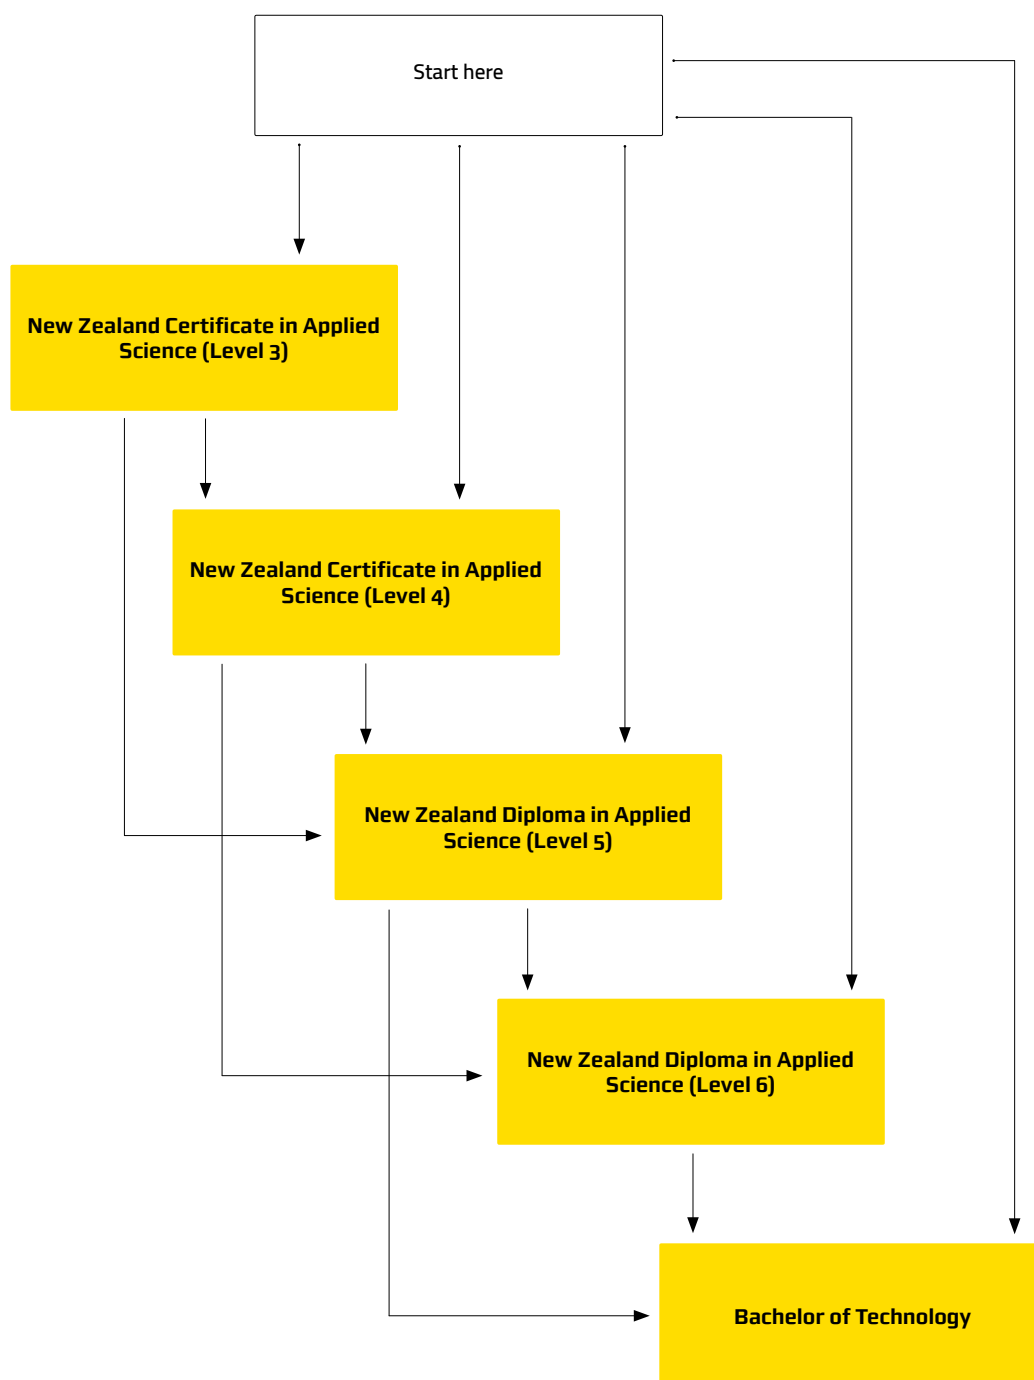 Start here
New Zealand Certificate in Applied
Science (Level 3)
New Zealand Certificate in Applied
Science (Level 4)
New Zealand Diploma in Applied
Science (Level 5)
New Zealand Diploma in Applied
Science (Level 6)
Bachelor of Technology